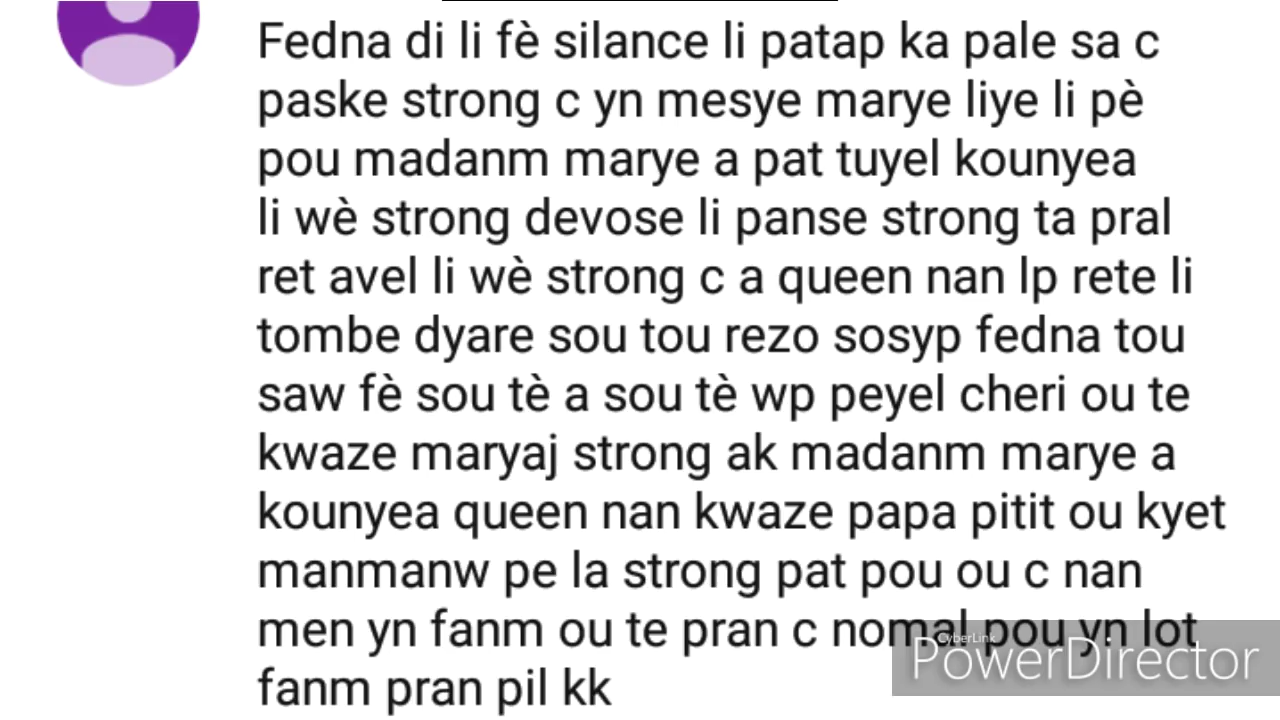 Fedna di li fè silance li patap ka pale sa c
paske strong c yn mesye marye liye li pè
pou madanm marye a pat tuyel kounyea
li wè strong devose li panse strong ta pral
ret avel li wè strong c a queen nan lp rete li
tombe dyare sou tou rezo sosyp fedna tou
saw fè sou tè a sou tè wp peyel cheri ou te
kwaze maryaj strong ak madanm marye a
kounyea queen nan kwaze papa pitit ou kyet
manmanw pe la strong pat pou ou c nan
men yn fanm ou te pran c nomal pou yn lot
fanm pran pil kk
CyberLink
PowerDirector